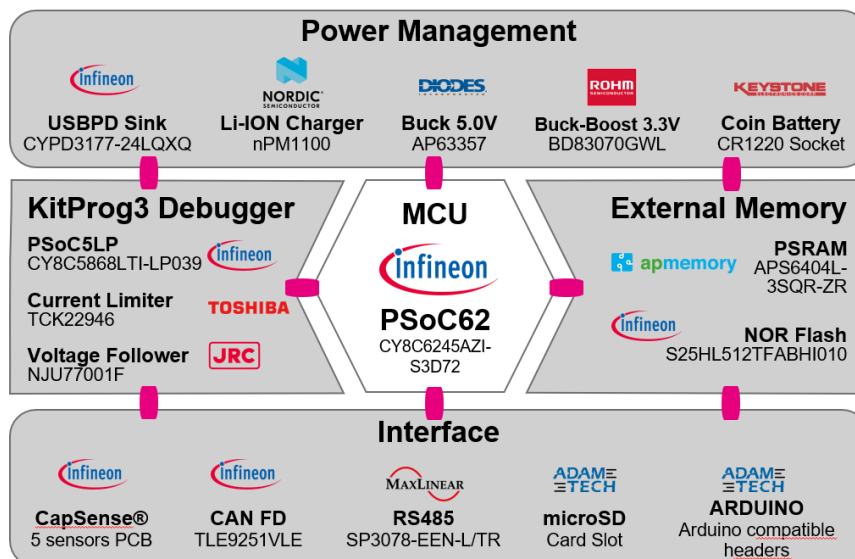 Power Management
infineon
NORDIC®
SEMICONDUCTOR
DIODES
INCORPORATED
ROHM
SEMICONDUCTOR
KEYSTONE
ELECTRONICS CORP.
USBPD Sink
CYPD3177-24LQXQ
Li-ION Charger
nPM1100
Buck 5.0V
AP63357
Buck-Boost 3.3V
BD83070GWL
Coin Battery
CR1220 Socket
KitProg3 Debugger
PSoC5LP
CY8C5868LTI-LP039
infineon
Current Limiter
TCK22946
TOSHIBA
Voltage Follower
NJU77001F
JRC
MCU
infineon
PSoC62
CY8C6245AZI-
S3D72
External Memory
apmemory
PSRAM
APS6404L-
3SQR-ZR
infineon
NOR Flash
S25HL512TFABHI010
Interface
infineon
infineon
MAXLINEAR
ADAM
TECH
ADAM
TECH
CapSense®
5 sensors PCB
CAN FD
TLE9251VLE
RS485
SP3078-EEN-L/TR
microSD
Card Slot
ARDUINO
Arduino compatible
headers